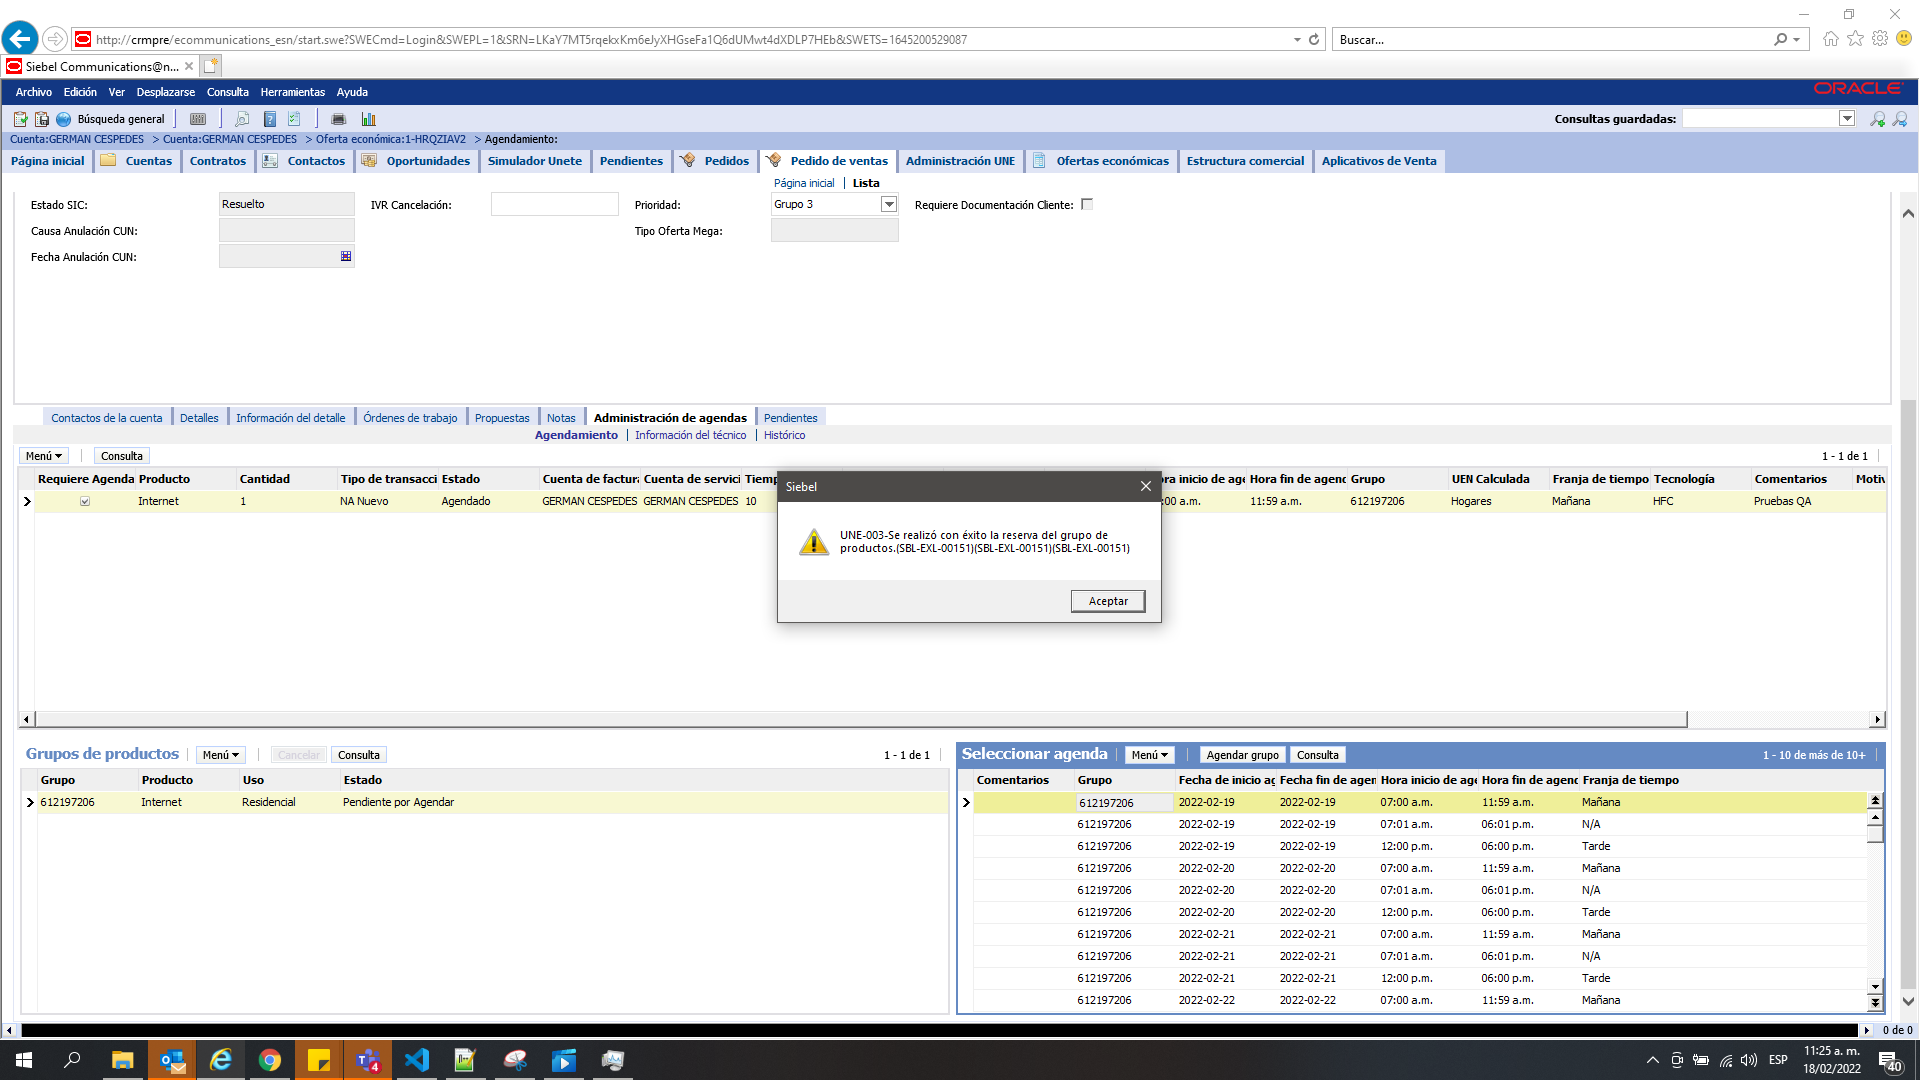 http://crmpre/ecommunications_esn/start.swe?SWECmd=Login&SWEPL=1&SRN=LKaY7MT5rqekxKm6eJyXHGseFa1Q6dUMwt4dXDLP7HEb&SWETS=1645200529087
Buscar...
Siebel Communications@n...
Archivo Edición Ver Desplazarse Consulta Herramientas Ayuda
ORACLE
Búsqueda general
Consultas guardadas:
Cuenta:GERMAN CESPEDES > Cuenta:GERMAN CESPEDES > Oferta económica:1-HRQZIAV2 > Agendamiento:
Página inicial Cuentas Contratos Contactos Oportunidades Simulador Unete Pendientes Pedidos Pedido de ventas Administración UNE Ofertas económicas Estructura comercial Aplicativos de Venta
Página inicial | Lista
Estado SIC: Resuelto IVR Cancelación: Prioridad: Grupo 3 Requiere Documentación Cliente:
Causa Anulación CUN: Tipo Oferta Mega:
Fecha Anulación CUN:
Contactos de la cuenta Detalles Información del detalle Órdenes de trabajo Propuestas Notas Administración de agendas Pendientes
Agendamiento | Información del técnico | Histórico
Menú Consulta 1 - 1 de 1
Requiere Agenda Producto Cantidad Tipo de transacci Estado Cuenta de factura Cuenta de servici Tiemp ora inicio de age Hora fin de agenc Grupo UEN Calculada Franja de tiempo Tecnología Comentarios Motiv
Internet 1 NA Nuevo Agendado GERMAN CESPEDES GERMAN CESPEDES 10 :00 a.m. 11:59 a.m. 612197206 Hogares Mañana HFC Pruebas QA
Siebel
UNE-003-Se realizó con éxito la reserva del grupo de
productos.(SBL-EXL-00151)(SBL-EXL-00151)(SBL-EXL-00151)
Aceptar
Grupos de productos Menú Cancelar Consulta 1 - 1 de 1
Grupo Producto Uso Estado
612197206 Internet Residencial Pendiente por Agendar
Seleccionar agenda Menú Agendar grupo Consulta 1 - 10 de más de 10+
Comentarios Grupo Fecha de inicio ag Fecha fin de agen Hora inicio de age Hora fin de agenc Franja de tiempo
612197206 2022-02-19 2022-02-19 07:00 a.m. 11:59 a.m. Mañana
612197206 2022-02-19 2022-02-19 07:01 a.m. 06:01 p.m. N/A
612197206 2022-02-19 2022-02-19 12:00 p.m. 06:00 p.m. Tarde
612197206 2022-02-20 2022-02-20 07:00 a.m. 11:59 a.m. Mañana
612197206 2022-02-20 2022-02-20 07:01 a.m. 06:01 p.m. N/A
612197206 2022-02-20 2022-02-20 12:00 p.m. 06:00 p.m. Tarde
612197206 2022-02-21 2022-02-21 07:00 a.m. 11:59 a.m. Mañana
612197206 2022-02-21 2022-02-21 07:01 a.m. 06:01 p.m. N/A
612197206 2022-02-21 2022-02-21 12:00 p.m. 06:00 p.m. Tarde
612197206 2022-02-22 2022-02-22 07:00 a.m. 11:59 a.m. Mañana
0 de 0
4
ESP
11:25 a. m.
18/02/2022
40